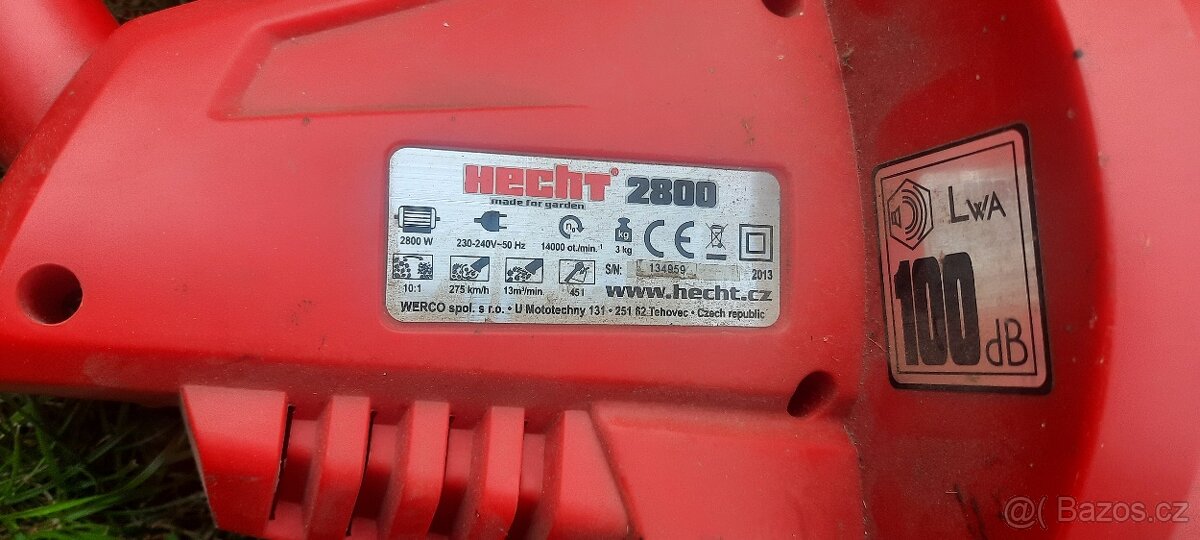 HECHT® 2800
made for garden
2800 W 230-240V~50 Hz 14000 ot./min.⁻¹ 3 kg CE
10:1 275 km/h 13m³/min. 45 l S/N: 134959 2013
www.hecht.cz
WERCO spol. s r.o. • U Mototechny 131 • 251 62 Tehovec • Czech republic
LWA
100
dB
@( Bazos.cz